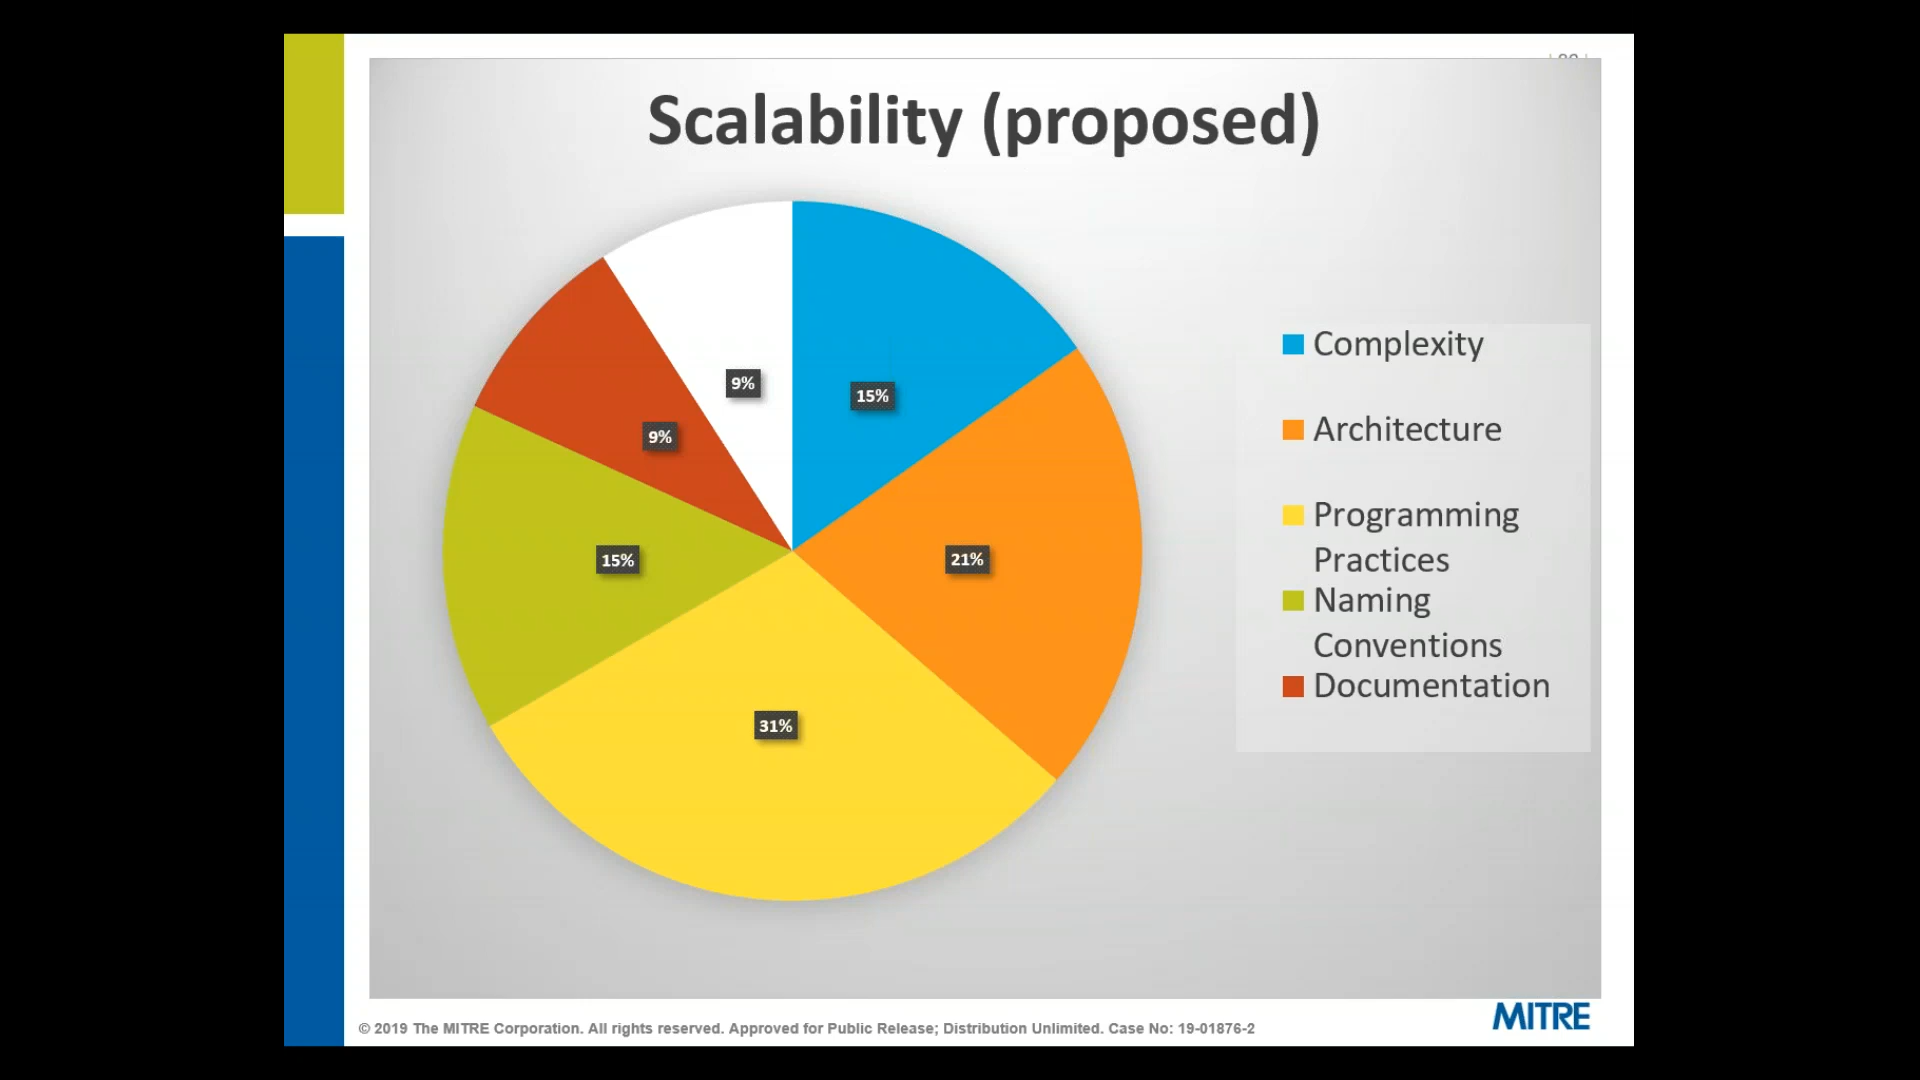 Scalability (proposed)
9%
15%
9%
15%
21%
31%
Complexity
Architecture
Programming
Practices
Naming
Conventions
Documentation
MITRE
© 2019 The MITRE Corporation. All rights reserved. Approved for Public Release; Distribution Unlimited. Case No: 19-01876-2